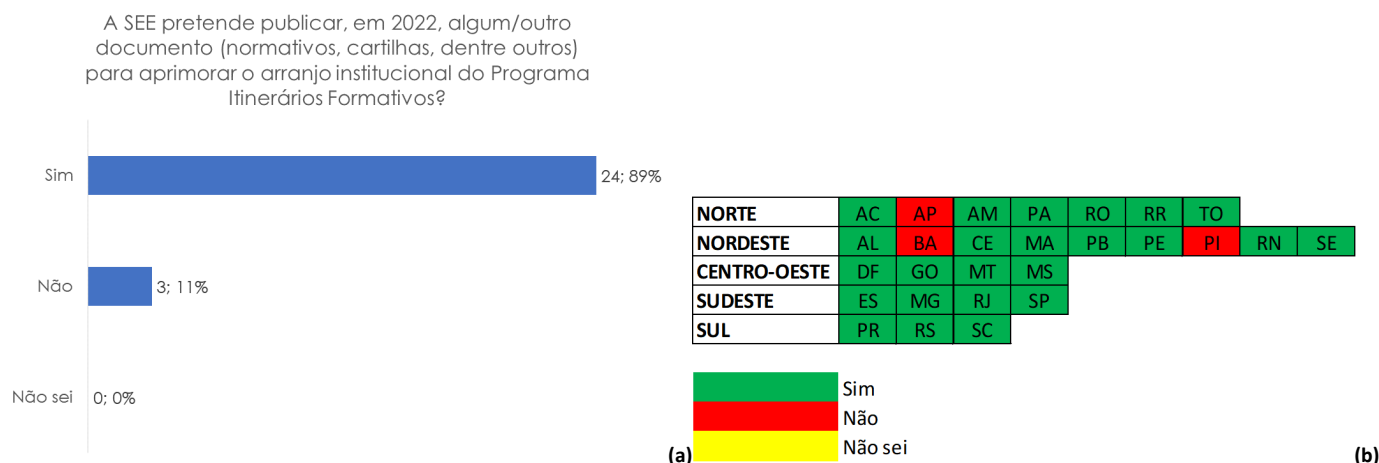 A SEE pretende publicar, em 2022, algum/outro
documento (normativos, cartilhas, dentre outros)
para aprimorar o arranjo institucional do Programa
Itinerários Formativos?
Sim
24; 89%
Não
3; 11%
Não sei
0; 0%
(a)
NORTE AC AP AM PA RO RR TO
NORDESTE AL BA CE MA PB PE PI RN SE
CENTRO-OESTE DF GO MT MS
SUDESTE ES MG RJ SP
SUL PR RS SC
Sim
Não
Não sei
(b)